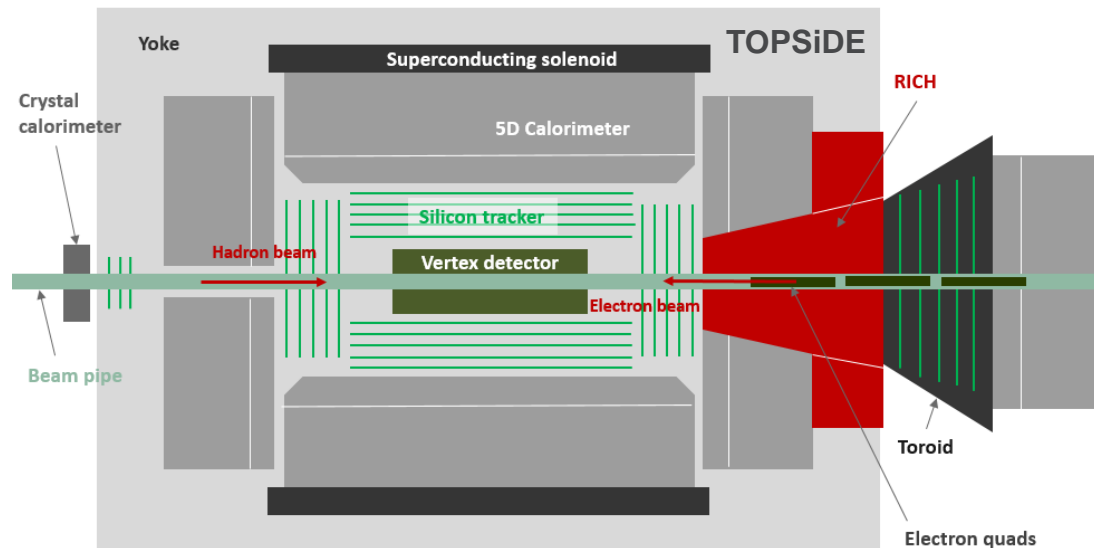 TOPSiDE
Yoke
Superconducting solenoid
RICH
Crystal
calorimeter
5D Calorimeter
Silicon tracker
Hadron beam
Vertex detector
Electron beam
Beam pipe
Toroid
Electron quads